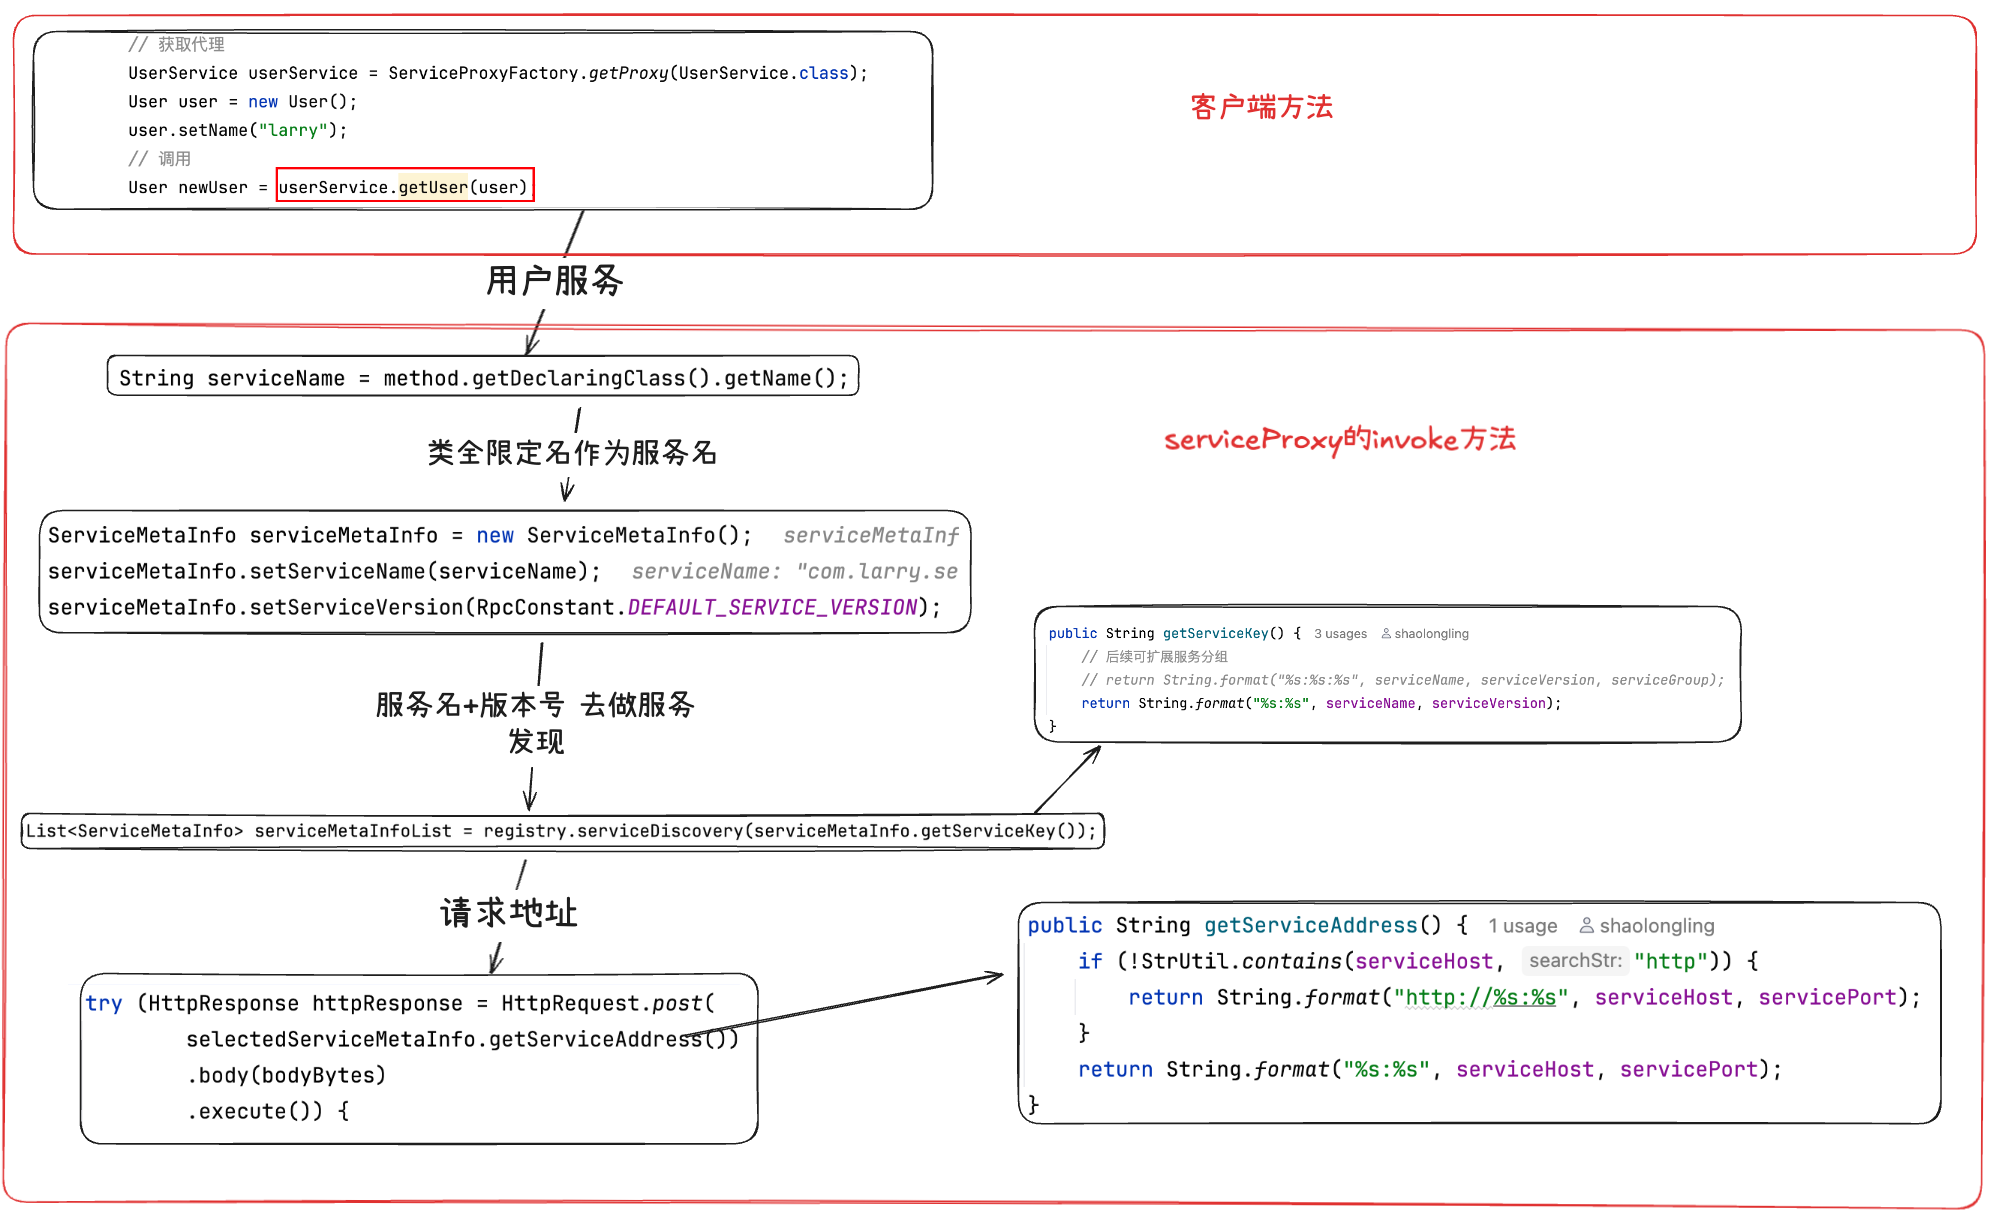 // 获取代理
UserService userService = ServiceProxyFactory.getProxy(UserService.class);
User user = new User();
user.setName("larry");
// 调用
User newUser = userService.getUser(user)
客户端方法
用户服务
String serviceName = method.getDeclaringClass().getName();
serviceProxy的invoke方法
类全限定名作为服务名
ServiceMetaInfo serviceMetaInfo = new ServiceMetaInfo(); serviceMetaInf
serviceMetaInfo.setServiceName(serviceName); serviceName: "com.larry.se
serviceMetaInfo.setServiceVersion(RpcConstant.DEFAULT_SERVICE_VERSION);
服务名+版本号 去做服务
发现
public String getServiceKey() { 3 usages shaolongling
// 后续可扩展服务分组
// return String.format("%s:%s:%s", serviceName, serviceVersion, serviceGroup);
return String.format("%s:%s", serviceName, serviceVersion);
}
List<ServiceMetaInfo> serviceMetaInfoList = registry.serviceDiscovery(serviceMetaInfo.getServiceKey());
请求地址
try (HttpResponse httpResponse = HttpRequest.post(
selectedServiceMetaInfo.getServiceAddress())
.body(bodyBytes)
.execute()) {
public String getServiceAddress() { 1 usage shaolongling
if (!StrUtil.contains(serviceHost, searchStr: "http")) {
return String.format("http://%s:%s", serviceHost, servicePort);
}
return String.format("%s:%s", serviceHost, servicePort);
}